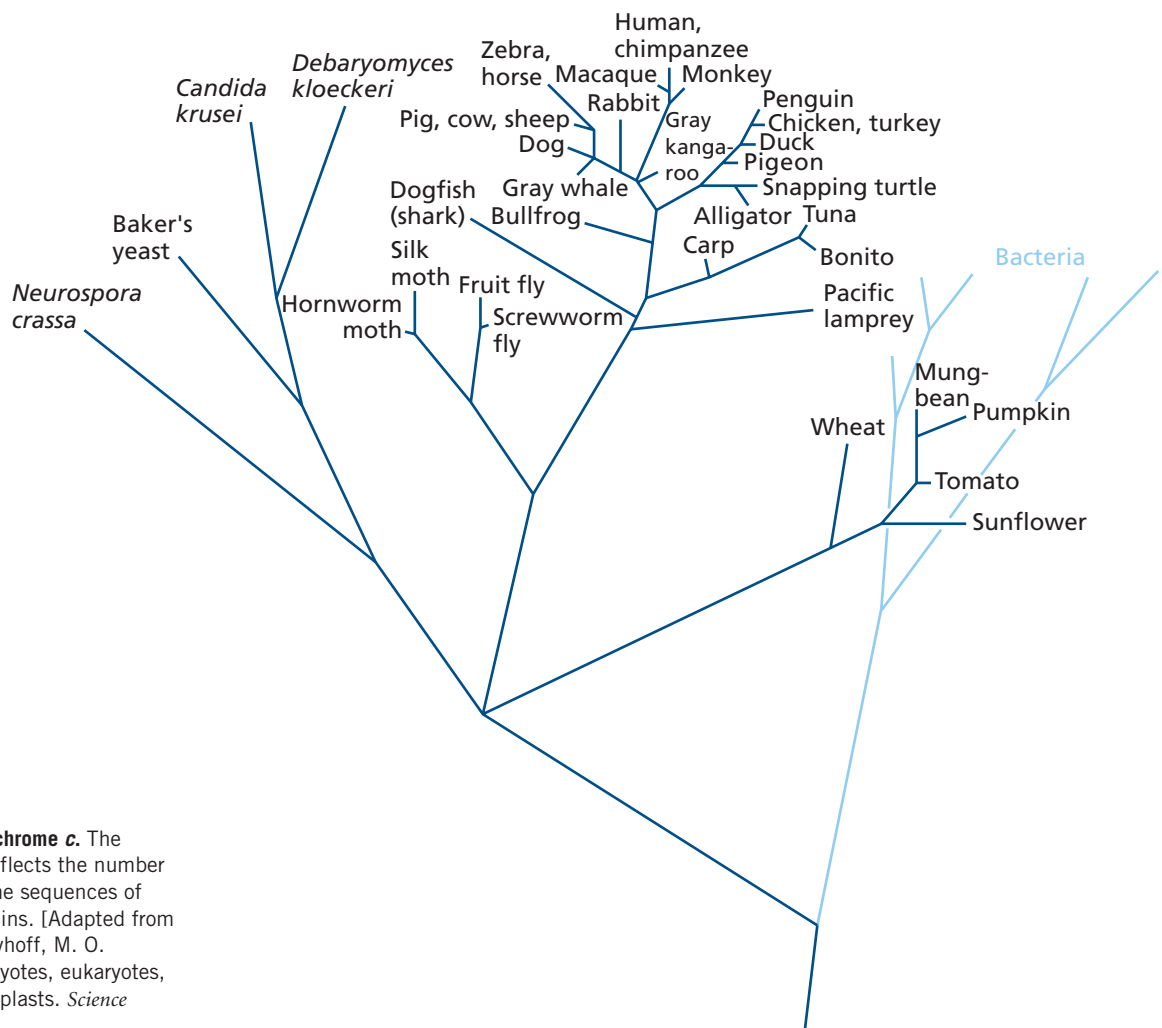 Human,
chimpanzee
Zebra,
horse
Macaque
Monkey
Debaryomyces
kloeckeri
Candida
krusei
Rabbit
Penguin
Pig, cow, sheep
Gray
kanga-
roo
Chicken, turkey
Dog
Duck
Pigeon
Dogfish
(shark)
Gray whale
Snapping turtle
Bullfrog
Alligator
Tuna
Baker's
yeast
Silk
moth
Carp
Bonito
Bacteria
Neurospora
crassa
Hornworm
moth
Fruit fly
Screwworm
fly
Pacific
lamprey
Mung-
bean
Pumpkin
Wheat
Tomato
Sunflower
chrome c. The
flects the number
ne sequences of
ins. [Adapted from
yhoff, M. O.
yotes, eukaryotes,
plasts. Science